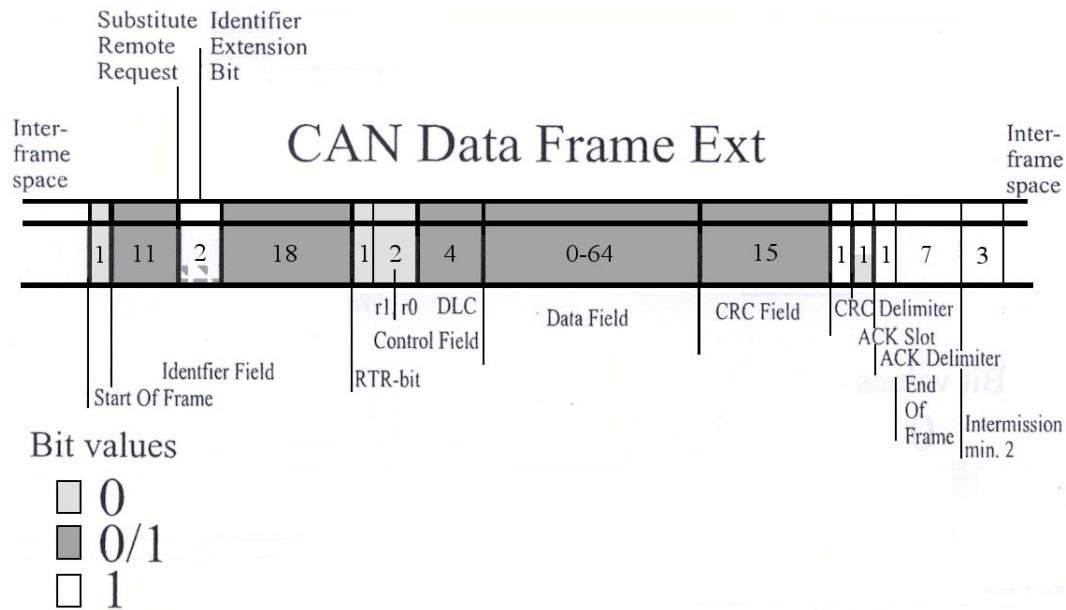 Substitute Identifier
Remote Extension
Request Bit
Inter-
frame
space
CAN Data Frame Ext
Inter-
frame
space
1 11 2 18 1 2 4 0-64 15 1 1 1 7 3
r1, r0 DLC
Control Field
Data Field
CRC Field
CRC Delimiter
ACK Slot
ACK Delimiter
Identfier Field
RTR-bit
Start Of Frame
End
Of
Frame
Intermission
min. 2
Bit values
0
0/1
1